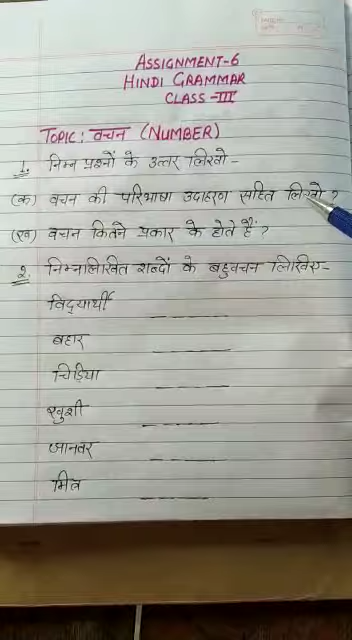 ASSIGNMENT-6
HINDI GRAMMAR
CLASS-III
TOPIC: वचन (NUMBER)
1. निम्न प्रश्नों के उत्तर लिखो -
(क) वचन की परिभाषा उदाहरण सहित लिखो ?
(ख) वचन कितने प्रकार के होते हैं ?
2. निम्नलिखित शब्दों के बहुवचन लिखिए-
विद्यार्थी
बहार
चिड़िया
खुशी
जानवर
मित्र